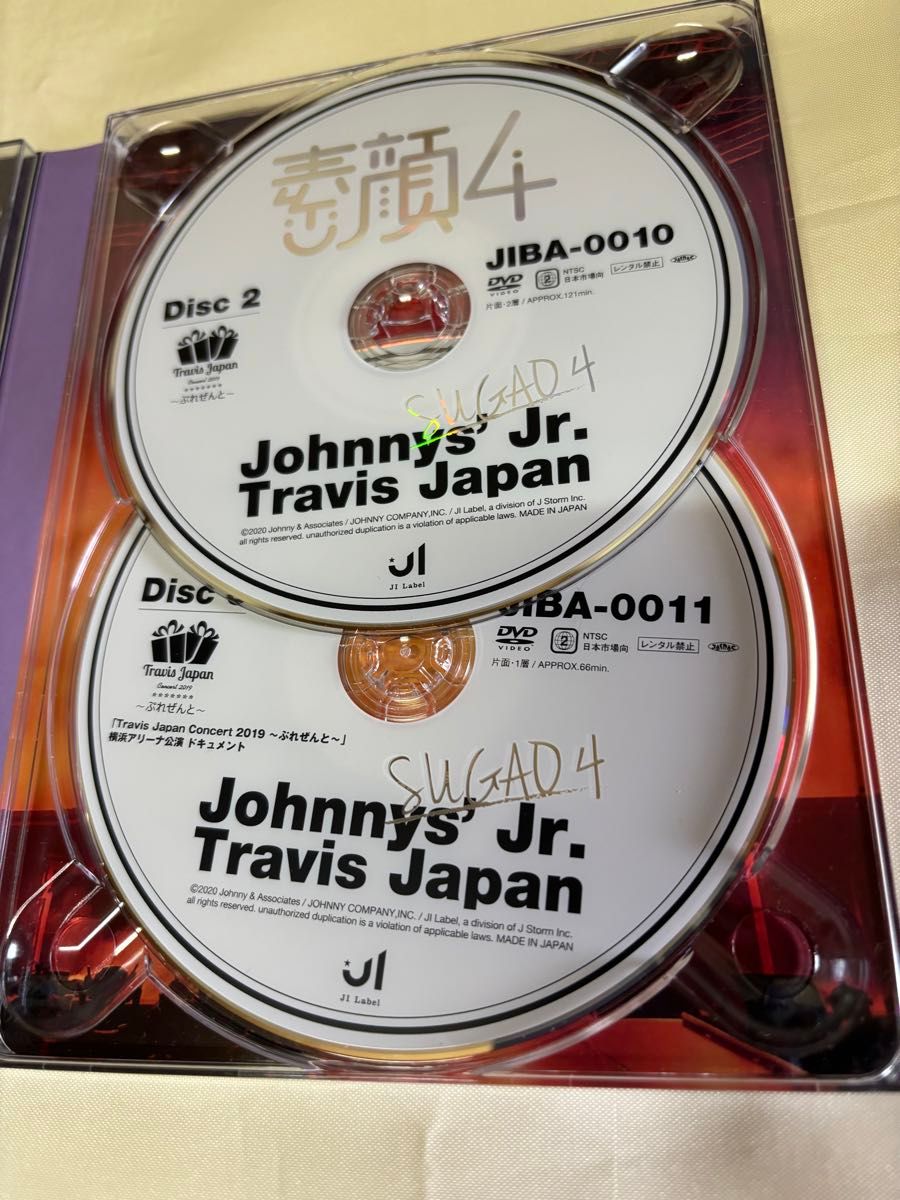 素顔4
JIBA-0010
DVD
VIDEO
2
NTSC
日本市場向
レンタル禁止
片面・2層 / APPROX.121min.
Disc 2
Travis Japan
Concert 2019
～ぷれぜんと～
SUGAO 4
Johnnys' Jr.
Travis Japan
©2020 Johnny & Associates / JOHNNY COMPANY,INC. / JI Label, a division of J Storm Inc.
all rights reserved. unauthorized duplication is a violation of applicable laws. MADE IN JAPAN
JI
JI Label
Disc
JIBA-0011
DVD
VIDEO
2
NTSC
日本市場向
レンタル禁止
片面・1層 / APPROX.66min.
Travis Japan
Concert 2019
～ぷれぜんと～
「Travis Japan Concert 2019 ～ぷれぜんと～」
横浜アリーナ公演 ドキュメント
SUGAO 4
Johnnys' Jr.
Travis Japan
©2020 Johnny & Associates / JOHNNY COMPANY,INC. / JI Label, a division of J Storm Inc.
all rights reserved. unauthorized duplication is a violation of applicable laws. MADE IN JAPAN
JI
JI Label